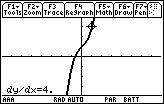 F1▾ F2▾ F3 F4 F5▾ F6▾ F7▾
Tools Zoom Trace ReGraph Math Draw Pen
dy/dx=4.
AAA RAD AUTO PAR BATT